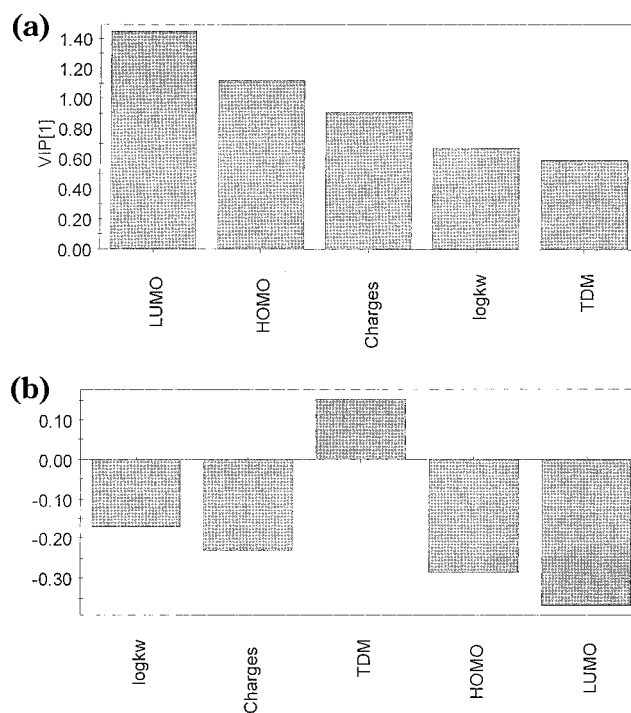 (a)
VIP[1]
1.40
1.20
1.00
0.80
0.60
0.40
0.20
0.00
LUMO
HOMO
Charges
logkw
TDM
(b)
0.10
0.00
-0.10
-0.20
-0.30
logkw
Charges
TDM
HOMO
LUMO